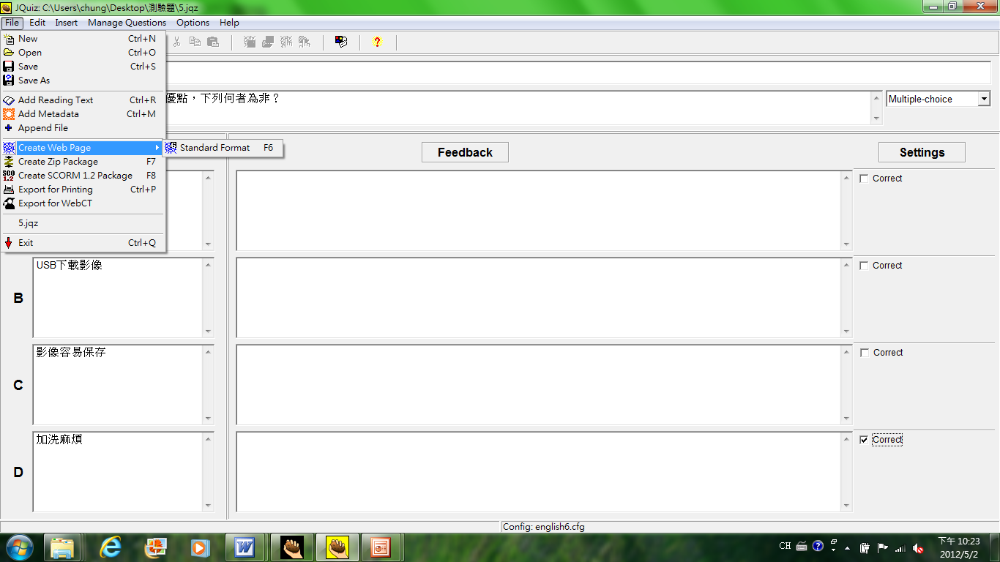 JQuiz: C:\Users\chung\Desktop\測驗題\5.jqz
File Edit Insert Manage Questions Options Help
New Ctrl+N
Open Ctrl+O
Save Ctrl+S
Save As
Add Reading Text Ctrl+R
Add Metadata Ctrl+M
Append File
Create Web Page
Standard Format F6
Create Zip Package F7
Create SCORM 1.2 Package F8
Export for Printing Ctrl+P
Export for WebCT
5.jqz
Exit Ctrl+Q
優點，下列何者為非？
Multiple-choice
Feedback
Settings
Correct
B
USB下載影像
Correct
C
影像容易保存
Correct
D
加洗麻煩
Correct
Config: english6.cfg
CH
下午 10:23
2012/5/2